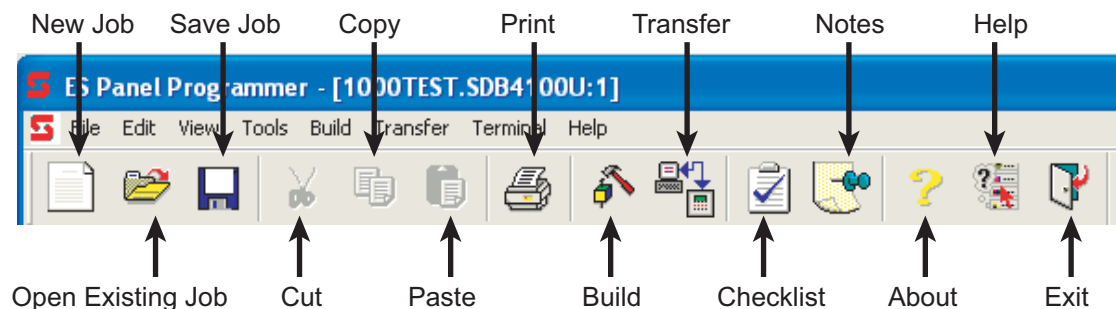 New Job Save Job Copy Print Transfer Notes Help
ES Panel Programmer - [1000TEST.SDB4100U:1]
File Edit View Tools Build Transfer Terminal Help
Open Existing Job Cut Paste Build Checklist About Exit